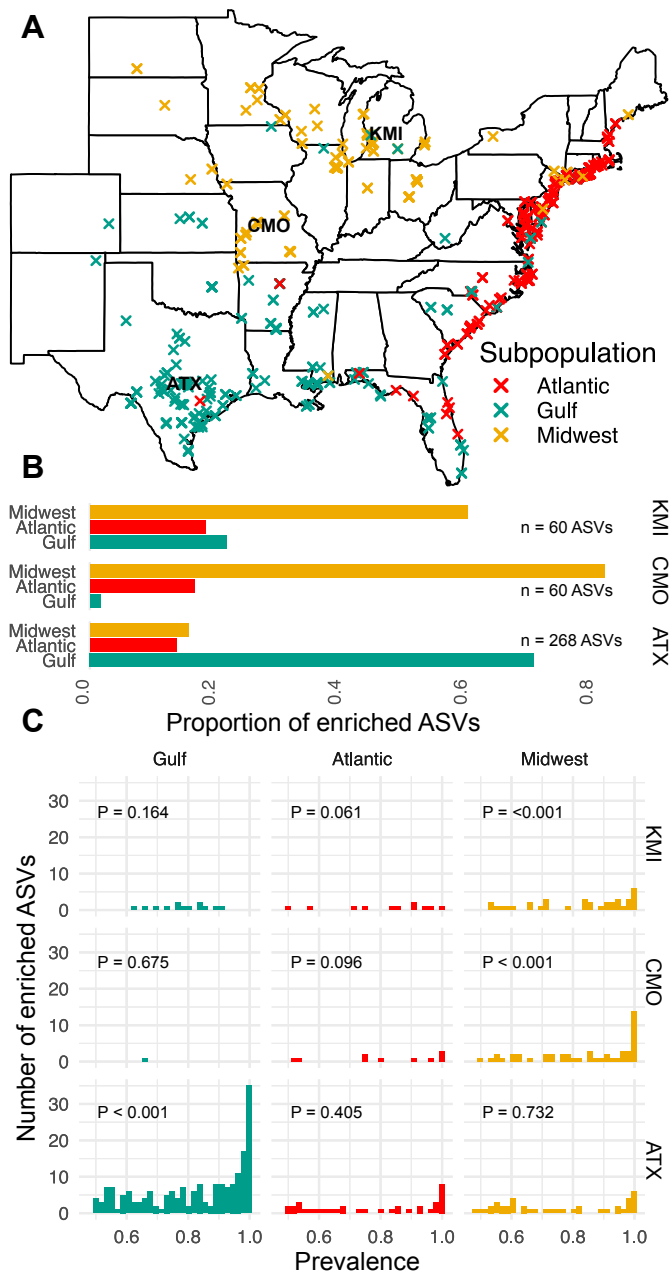 A
KMI
CMO
ATX
Subpopulation
Atlantic
Gulf
Midwest
B
Midwest
Atlantic
Gulf
n = 60 ASVs
KMI
Midwest
Atlantic
Gulf
n = 60 ASVs
CMO
Midwest
Atlantic
Gulf
n = 268 ASVs
ATX
0.0 0.2 0.4 0.6 0.8
Proportion of enriched ASVs
C
Gulf Atlantic Midwest
Number of enriched ASVs
30
20
10
0
P = 0.164
P = 0.061
P = <0.001
KMI
30
20
10
0
P = 0.675
P = 0.096
P < 0.001
CMO
30
20
10
0
P < 0.001
P = 0.405
P = 0.732
ATX
0.6 0.8 1.0 0.6 0.8 1.0 0.6 0.8 1.0
Prevalence